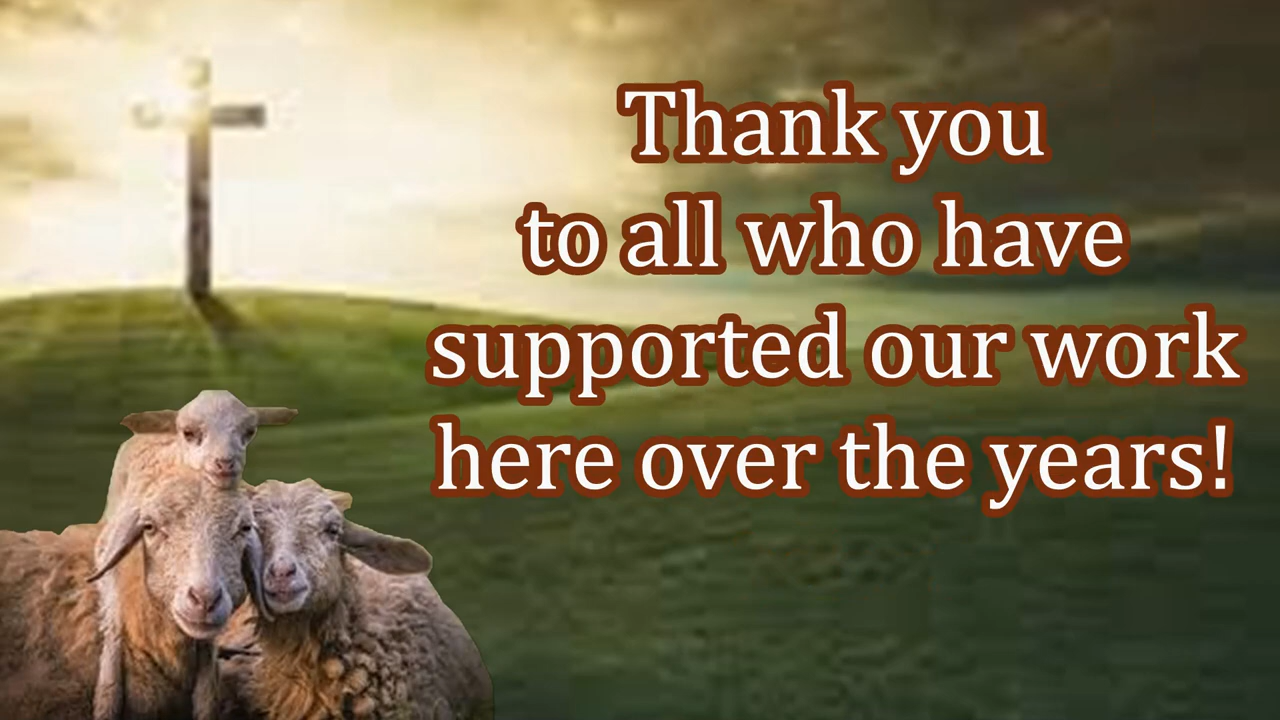 Thank you
to all who have
supported our work
here over the years!